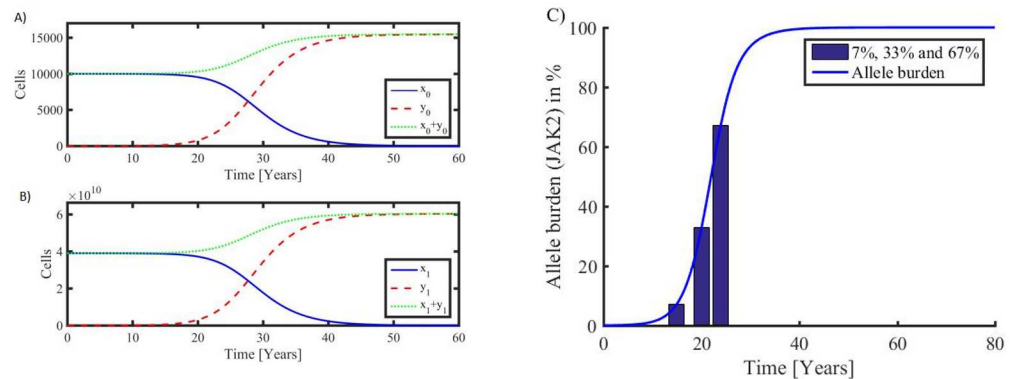 A)
15000
10000
5000
0
Cells
x0
y0
x0+y0
0 10 20 30 40 50 60
Time [Years]
B)
×10^10
6
4
2
0
Cells
x1
y1
x1+y1
0 10 20 30 40 50 60
Time [Years]
C)
100
80
60
40
20
0
Allele burden (JAK2) in %
7%, 33% and 67%
Allele burden
0 20 40 60 80
Time [Years]